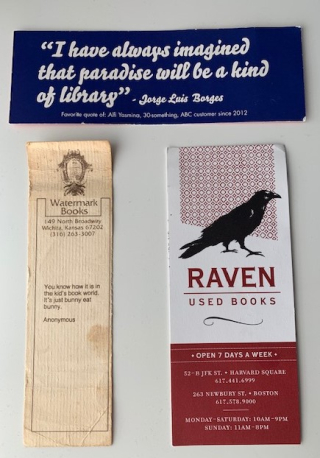 “I have always imagined
that paradise will be a kind
of library” - Jorge Luis Borges
Favorite quote of: Alli Yasmina, 30-something, ABC customer since 2012
Watermark
Books
149 North Broadway
Wichita, Kansas 67202
(316) 263-3007
You know how it is in
the kid's book world.
It's just bunny eat
bunny.
Anonymous
RAVEN
USED BOOKS
• OPEN 7 DAYS A WEEK •
52-B JFK ST. • HARVARD SQUARE
617.441.6999
263 NEWBURY ST. • BOSTON
617.578.9000
MONDAY-SATURDAY: 10AM-9PM
SUNDAY: 11AM-8PM